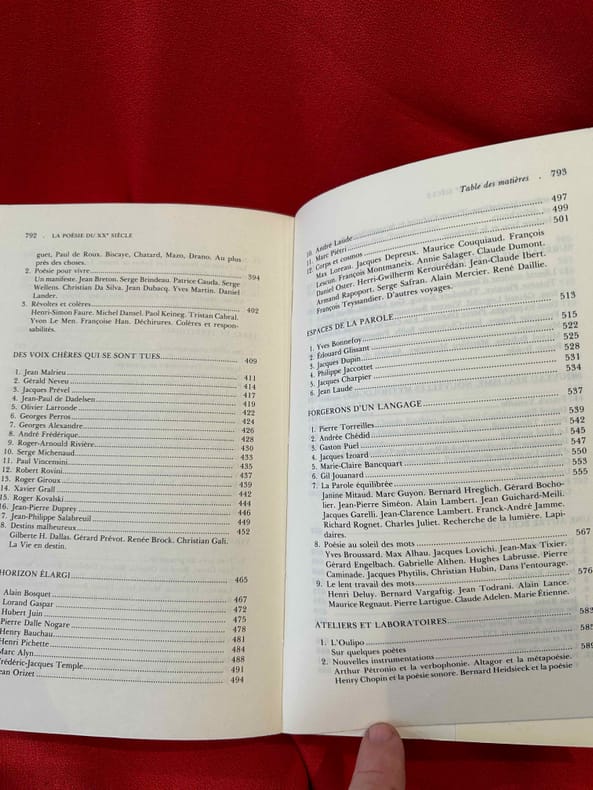 792 . LA POÉSIE DU XXᵉ SIÈCLE
guet, Paul de Roux. Biscaye, Chatard, Mazo, Drano. Au plus
près des choses.
2. Poésie pour vivre 394
Un manifeste. Jean Breton. Serge Brindeau. Patrice Cauda. Serge
Wellens. Christian Da Silva. Jean Dubacq. Yves Martin. Daniel
Lander.
3. Révoltes et colères 402
Henri-Simon Faure. Michel Dansel. Paol Keineg. Tristan Cabral.
Yvon Le Men. Françoise Han. Déchirures. Colères et respon-
sabilités.
DES VOIX CHÈRES QUI SE SONT TUES 409
1. Jean Malrieu 411
2. Gérald Neveu 414
3. Jacques Prevel 417
4. Jean-Paul de Dadelsen 419
5. Olivier Larronde 422
6. Georges Perros 424
7. Georges Alexandre 426
8. André Frédérique 428
9. Roger-Arnould Rivière 430
10. Serge Michenaud 433
11. Paul Vincensini 435
12. Robert Rovini 437
13. Roger Giroux 439
14. Xavier Grall 442
15. Roger Kovalski 444
16. Jean-Pierre Duprey 446
7. Jean-Philippe Salabreuil 449
8. Destins malheureux 452
Gilberte H. Dallas. Gérard Prévot. Renée Brock. Christian Gali.
La Vie en destin.
HORIZON ÉLARGI 465
Alain Bosquet 467
Lorand Gaspar 472
Hubert Juin 475
Pierre Dalle Nogare 478
Henry Bauchau 481
Henri Pichette 484
Marc Alyn 488
Frédéric-Jacques Temple 491
ean Orizet 494
Table des matières . 793
10. André Laude 497
11. Marc Piétri 499
12. Corps et cosmos 501
Max Loreau. Jacques Depreux. Maurice Couquiaud. François
Lescun. François Montmaneix. Annie Salager. Claude Dumont.
Daniel Oster. Herri-Gwilherm Kerourédan. Jean-Claude Ibert.
Armand Rapoport. Serge Safran. Alain Mercier. René Daillie.
François Teyssandier. D'autres voyages.
ESPACES DE LA PAROLE 513
1. Yves Bonnefoy 515
2. Édouard Glissant 522
3. Jacques Dupin 525
4. Philippe Jaccottet 528
5. Jacques Charpier 531
6. Jean Laude 534
FORGERONS D'UN LANGAGE 537
1. Pierre Torreilles 539
2. Andrée Chédid 542
3. Gaston Puel 545
4. Jacques Izoard 547
5. Marie-Claire Bancquart 550
6. Gil Jouanard 553
7. La Parole équilibrée 555
Janine Mitaud. Marc Guyon. Bernard Hreglich. Gérard Bocho-
lier. Jean-Pierre Siméon. Alain Lambert. Jean Guichard-Meili.
Jacques Garelli. Jean-Clarence Lambert. Franck-André Jamme.
Richard Rognet. Charles Juliet. Recherche de la lumière. Lapi-
daires.
8. Poésie au soleil des mots 567
Yves Broussard. Max Alhau. Jacques Lovichi. Jean-Max Tixier.
Gérard Engelbach. Gabrielle Althen. Hughes Labrusse. Pierre
Caminade. Jacques Phytilis, Christian Hubin, Dans l'entourage.
9. Le lent travail des mots 576
Henri Deluy. Bernard Vargaftig. Jean Todrani. Alain Lance.
Maurice Regnaut. Pierre Lartigue. Claude Adelen. Marie Étienne.
ATELIERS ET LABORATOIRES 583
1. L'Oulipo 585
Sur quelques poètes
2. Nouvelles instrumentations 589
Arthur Pétronio et la verbophonie. Altagor et la métapoésie.
Henry Chopin et la poésie sonore. Bernard Heidsieck et la poésie